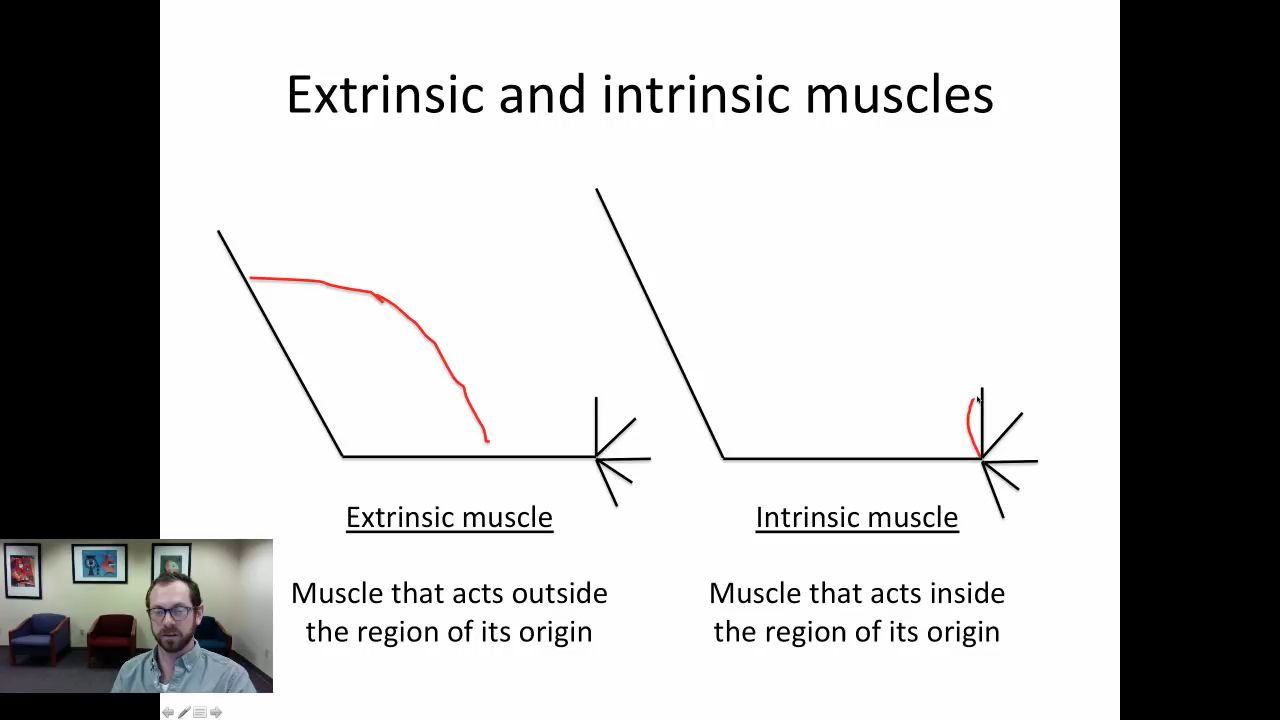 Extrinsic and intrinsic muscles
Extrinsic muscle
Muscle that acts outside
the region of its origin
Intrinsic muscle
Muscle that acts inside
the region of its origin